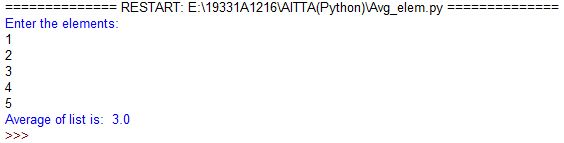 ============== RESTART: E:\19331A1216\AITTA(Python)\Avg_elem.py ==============
Enter the elements:
1
2
3
4
5
Average of list is:  3.0
>>>